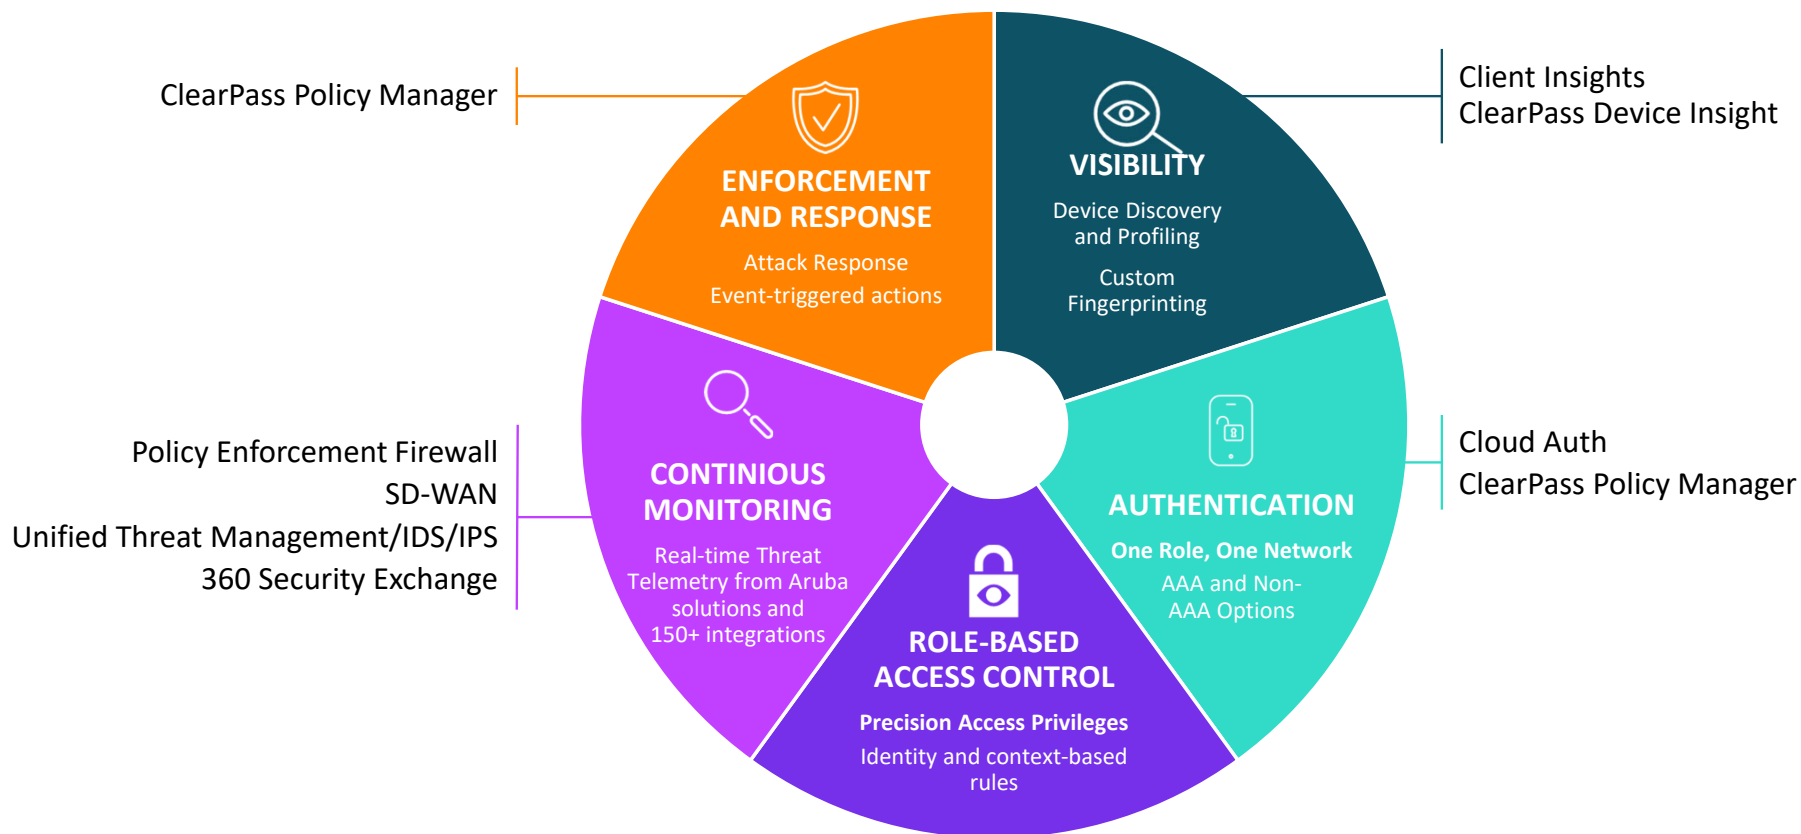 ClearPass Policy Manager
ENFORCEMENT
AND RESPONSE
Attack Response
Event-triggered actions
VISIBILITY
Device Discovery
and Profiling
Custom
Fingerprinting
Client Insights
ClearPass Device Insight
Policy Enforcement Firewall
SD-WAN
Unified Threat Management/IDS/IPS
360 Security Exchange
CONTINIOUS
MONITORING
Real-time Threat
Telemetry from Aruba
solutions and
150+ integrations
ROLE-BASED
ACCESS CONTROL
Precision Access Privileges
Identity and context-based
rules
AUTHENTICATION
One Role, One Network
AAA and Non-
AAA Options
Cloud Auth
ClearPass Policy Manager